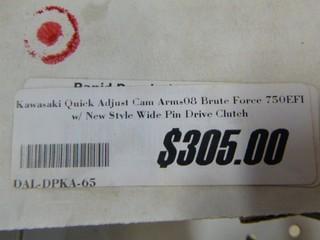 Rapid
Kawasaki Quick Adjust Cam Arms08 Brute Force 750EFI
w/ New Style Wide Pin Drive Clutch
$305.00
DAL-DPKA-65